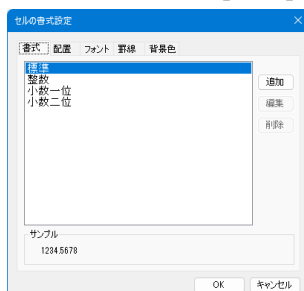 セルの書式設定
書式 配置 フォント 罫線 背景色
標準
整数
小数一位
小数二位
追加
編集
削除
サンプル
1234.5678
OK キャンセル